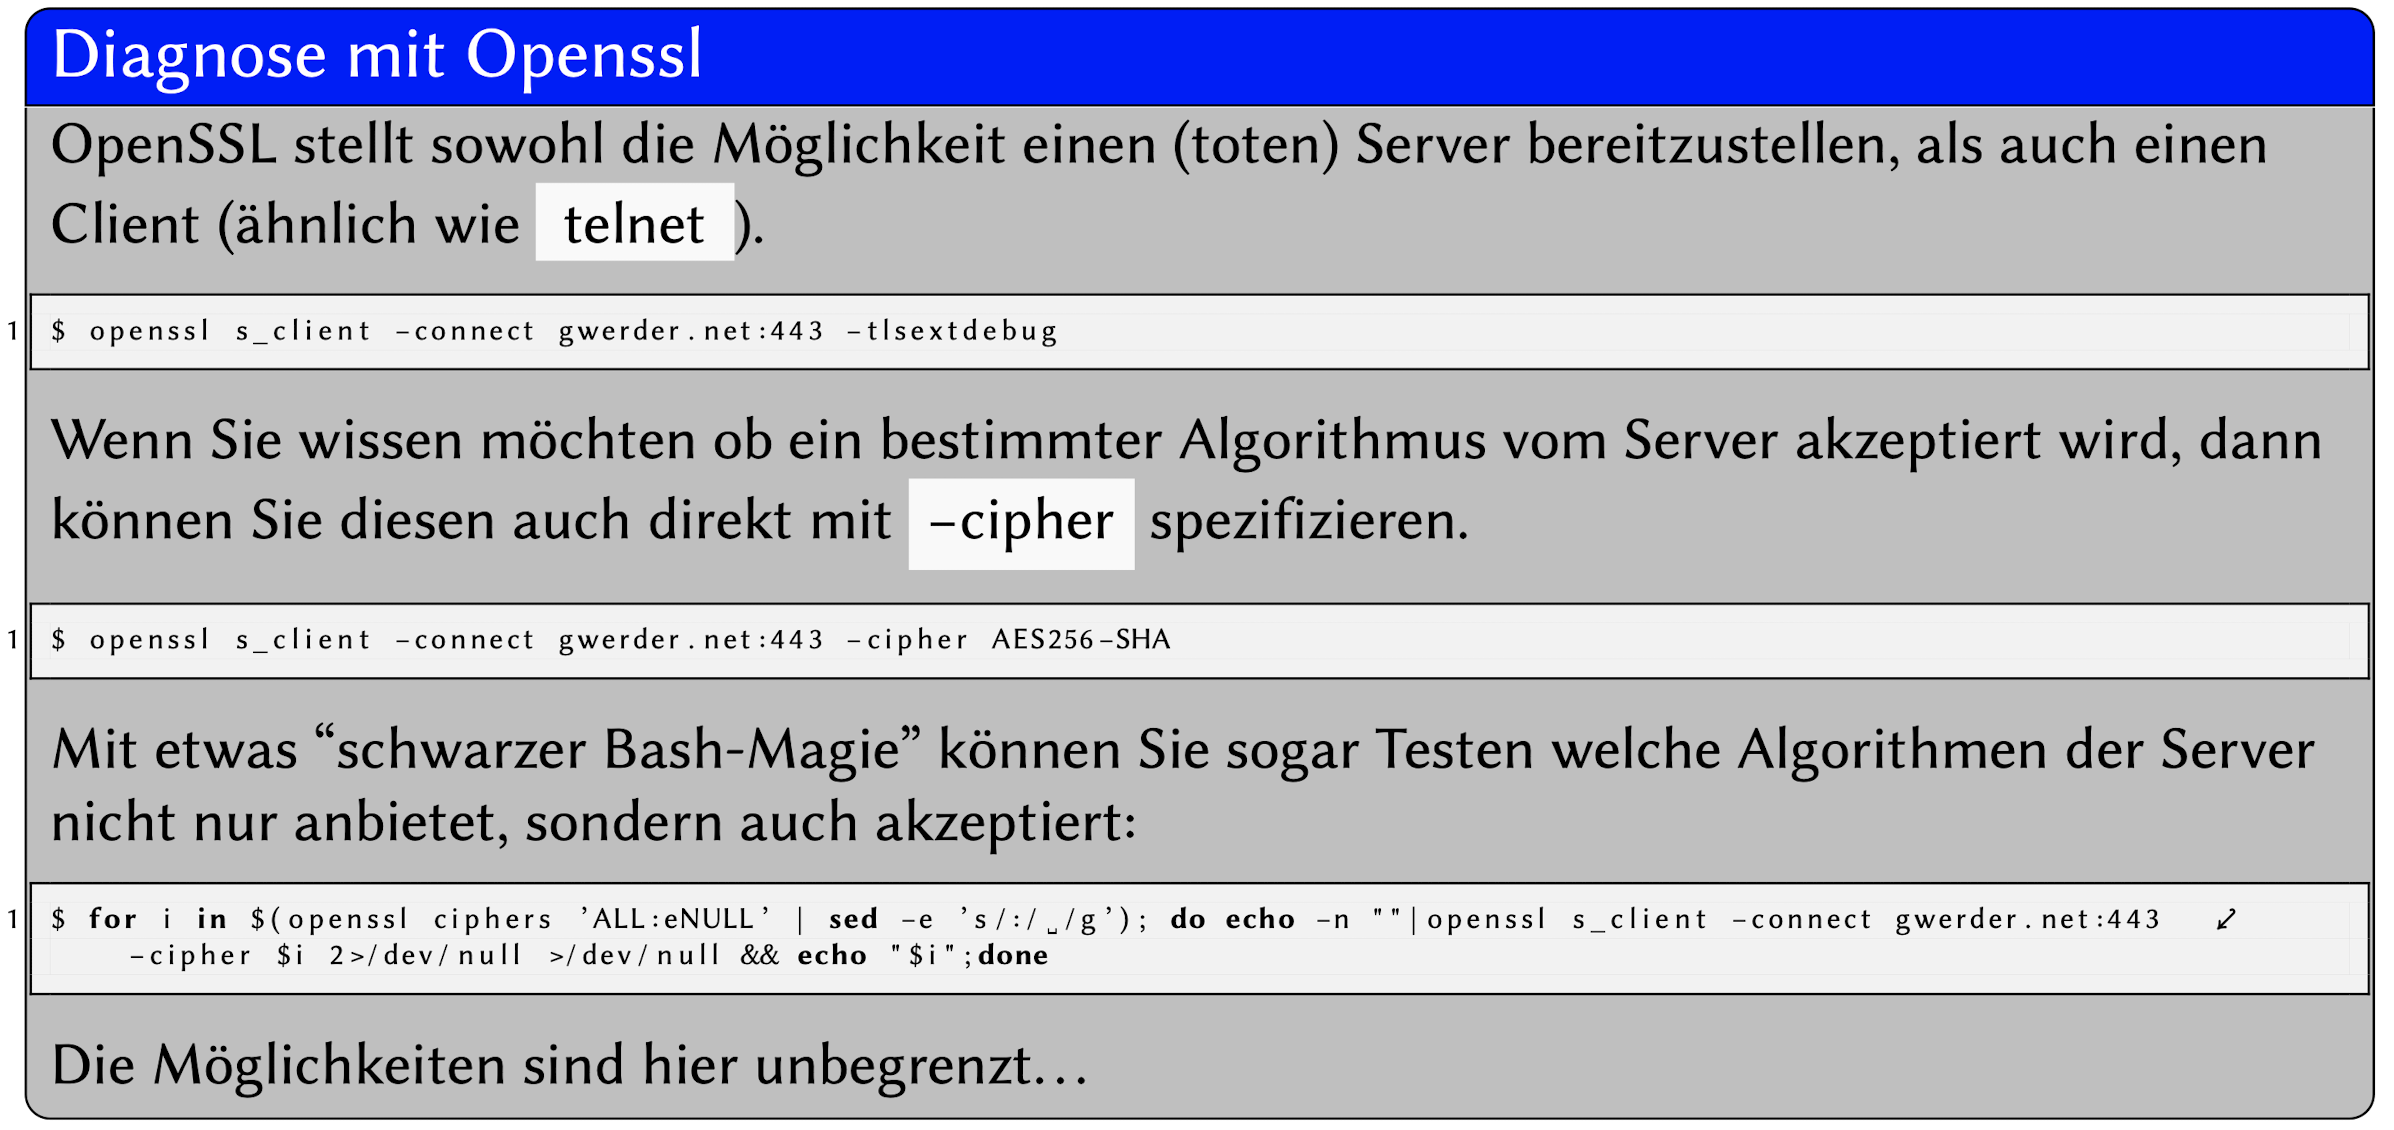 Diagnose mit Openssl
OpenSSL stellt sowohl die Möglichkeit einen (toten) Server bereitzustellen, als auch einen
Client (ähnlich wie telnet ).
1 $ openssl s_client –connect gwerder.net:443 –tlsextdebug
Wenn Sie wissen möchten ob ein bestimmter Algorithmus vom Server akzeptiert wird, dann
können Sie diesen auch direkt mit –cipher spezifizieren.
1 $ openssl s_client –connect gwerder.net:443 –cipher AES256–SHA
Mit etwas “schwarzer Bash-Magie” können Sie sogar Testen welche Algorithmen der Server
nicht nur anbietet, sondern auch akzeptiert:
1 $ for i in $(openssl ciphers ’ALL:eNULL’ | sed –e ’s/:/␣/g’); do echo –n ""|openssl s_client –connect gwerder.net:443 ⤦
–cipher $i 2>/dev/null >/dev/null && echo "$i";done
Die Möglichkeiten sind hier unbegrenzt…